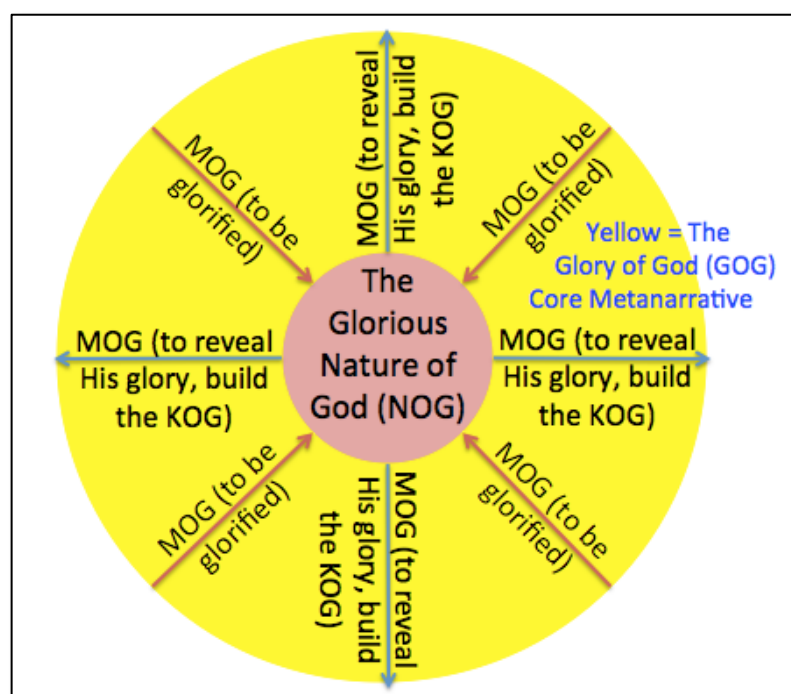 MOG (to reveal
His glory, build
the KOG)
MOG (to be
glorified)
MOG (to be
glorified)
Yellow = The
Glory of God (GOG)
Core Metanarrative
The
Glorious
Nature of
God (NOG)
MOG (to reveal
His glory, build
the KOG)
MOG (to reveal
His glory, build
the KOG)
MOG (to be
glorified)
MOG (to reveal
His glory, build
the KOG)
MOG (to be
glorified)